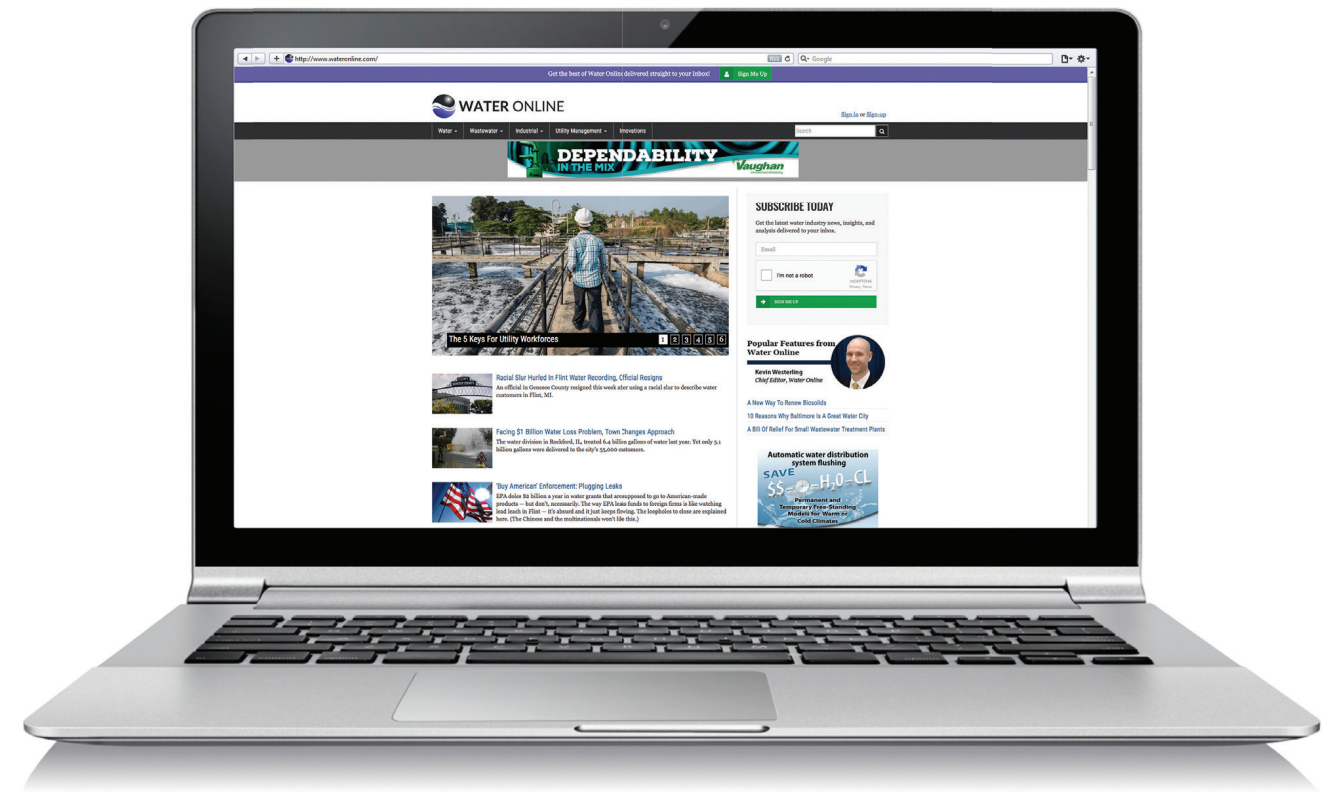 http://www.wateronline.com/
Google
Get the best of Water Online delivered straight to your Inbox!
Sign Me Up
WATER ONLINE
Sign in or Sign-up
Water
Wastewater
Industrial
Utility Management
Innovations
Search
DEPENDABILITY
IN THE MIX
Vaughan
The 5 Keys For Utility Workforces
1 2 3 4 5 6
Racial Slur Hurled In Flint Water Recording, Official Resigns
An official in Genesee County resigned this week after using a racial slur to describe water
customers in Flint, MI.
Facing $1 Billion Water Loss Problem, Town Changes Approach
The water division in Rockford, IL, treated 6.4 billion gallons of water last year. Yet only 5.1
billion gallons were delivered to the city's 55,000 customers.
'Buy American' Enforcement: Plugging Leaks
EPA doles $2 billion a year in water grants that are supposed to go to American-made
products — but don't, necessarily. The way EPA leas funds to foreign firms is like watching
lead leach in Flint — it's absurd and it just keeps flowing. The loopholes to close are explained
here. (The Chinese and the multinationals won't like this.)
SUBSCRIBE TODAY
Get the latest water industry news, insights, and
analysis delivered to your inbox.
Email
I'm not a robot
reCAPTCHA
Privacy - Terms
SIGN ME UP
Popular Features from
Water Online
Kevin Westerling
Chief Editor, Water Online
A New Way To Renew Biosolids
10 Reasons Why Baltimore Is A Great Water City
A Bill Of Relief For Small Wastewater Treatment Plants
Automatic water distribution
system flushing
SAVE
$$-H₂O-CL
Permanent and
Temporary Free-Standing
Models for Warm or
Cold Climates